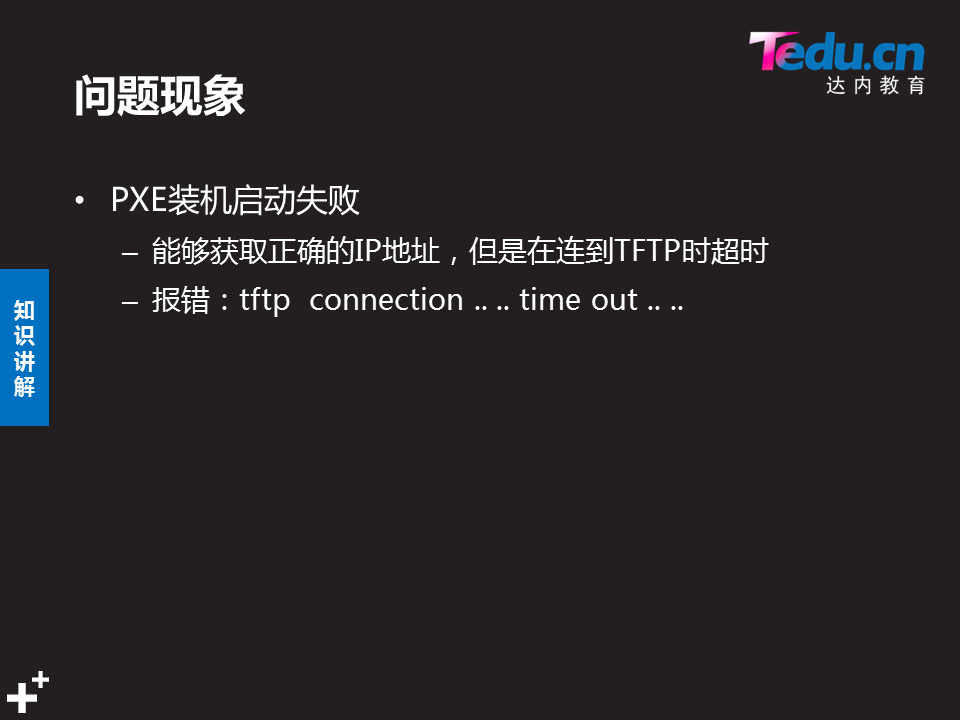 Tedu.cn
达内教育
问题现象
• PXE装机启动失败
– 能够获取正确的IP地址，但是在连到TFTP时超时
– 报错：tftp  connection .. .. time out .. ..
知识讲解